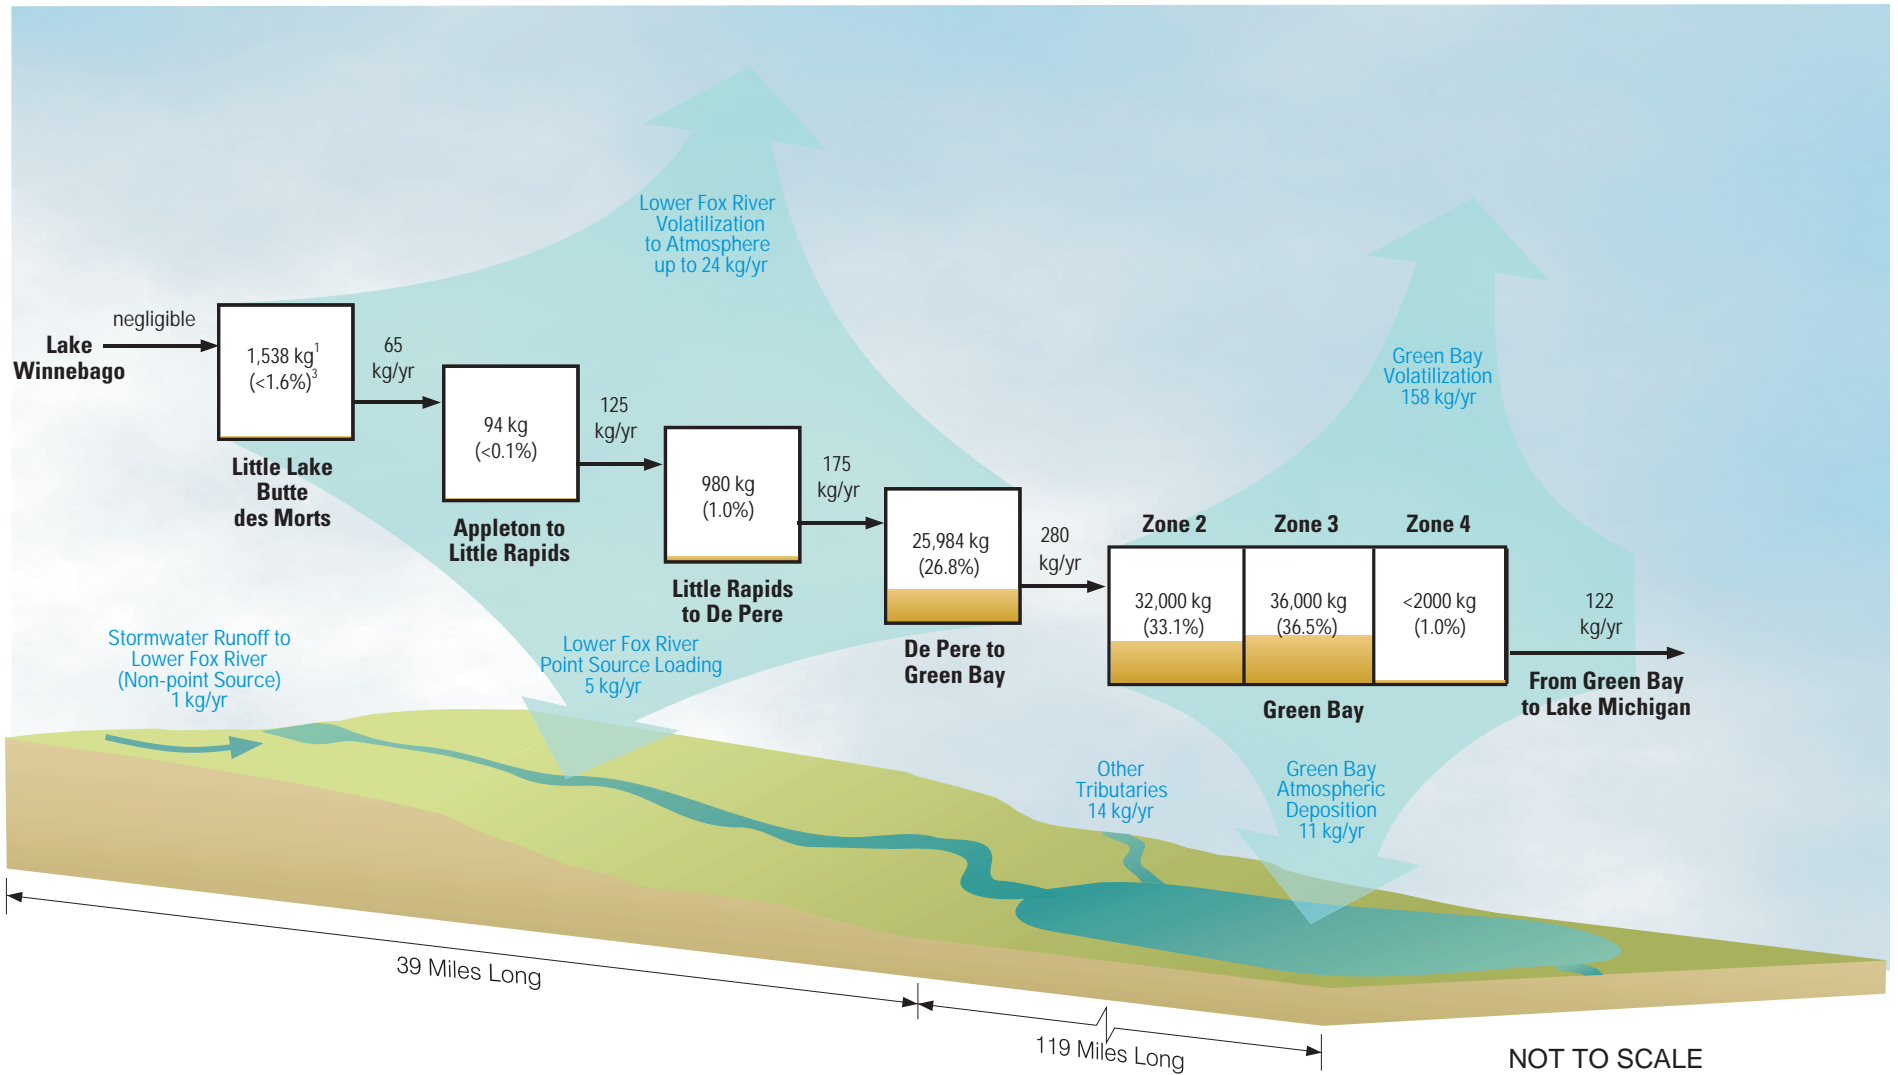 Lower Fox River
Volatilization
to Atmosphere
up to 24 kg/yr
negligible
Lake
Winnebago
1,538 kg¹
(<1.6%)³
Little Lake
Butte
des Morts
65
kg/yr
94 kg
(<0.1%)
Appleton to
Little Rapids
125
kg/yr
980 kg
(1.0%)
Little Rapids
to De Pere
175
kg/yr
25,984 kg
(26.8%)
De Pere to
Green Bay
280
kg/yr
Green Bay
Volatilization
158 kg/yr
Zone 2
Zone 3
Zone 4
32,000 kg
(33.1%)
36,000 kg
(36.5%)
<2000 kg
(1.0%)
Green Bay
122
kg/yr
From Green Bay
to Lake Michigan
Stormwater Runoff to
Lower Fox River
(Non-point Source)
1 kg/yr
Lower Fox River
Point Source Loading
5 kg/yr
Other
Tributaries
14 kg/yr
Green Bay
Atmospheric
Deposition
11 kg/yr
39 Miles Long
119 Miles Long
NOT TO SCALE